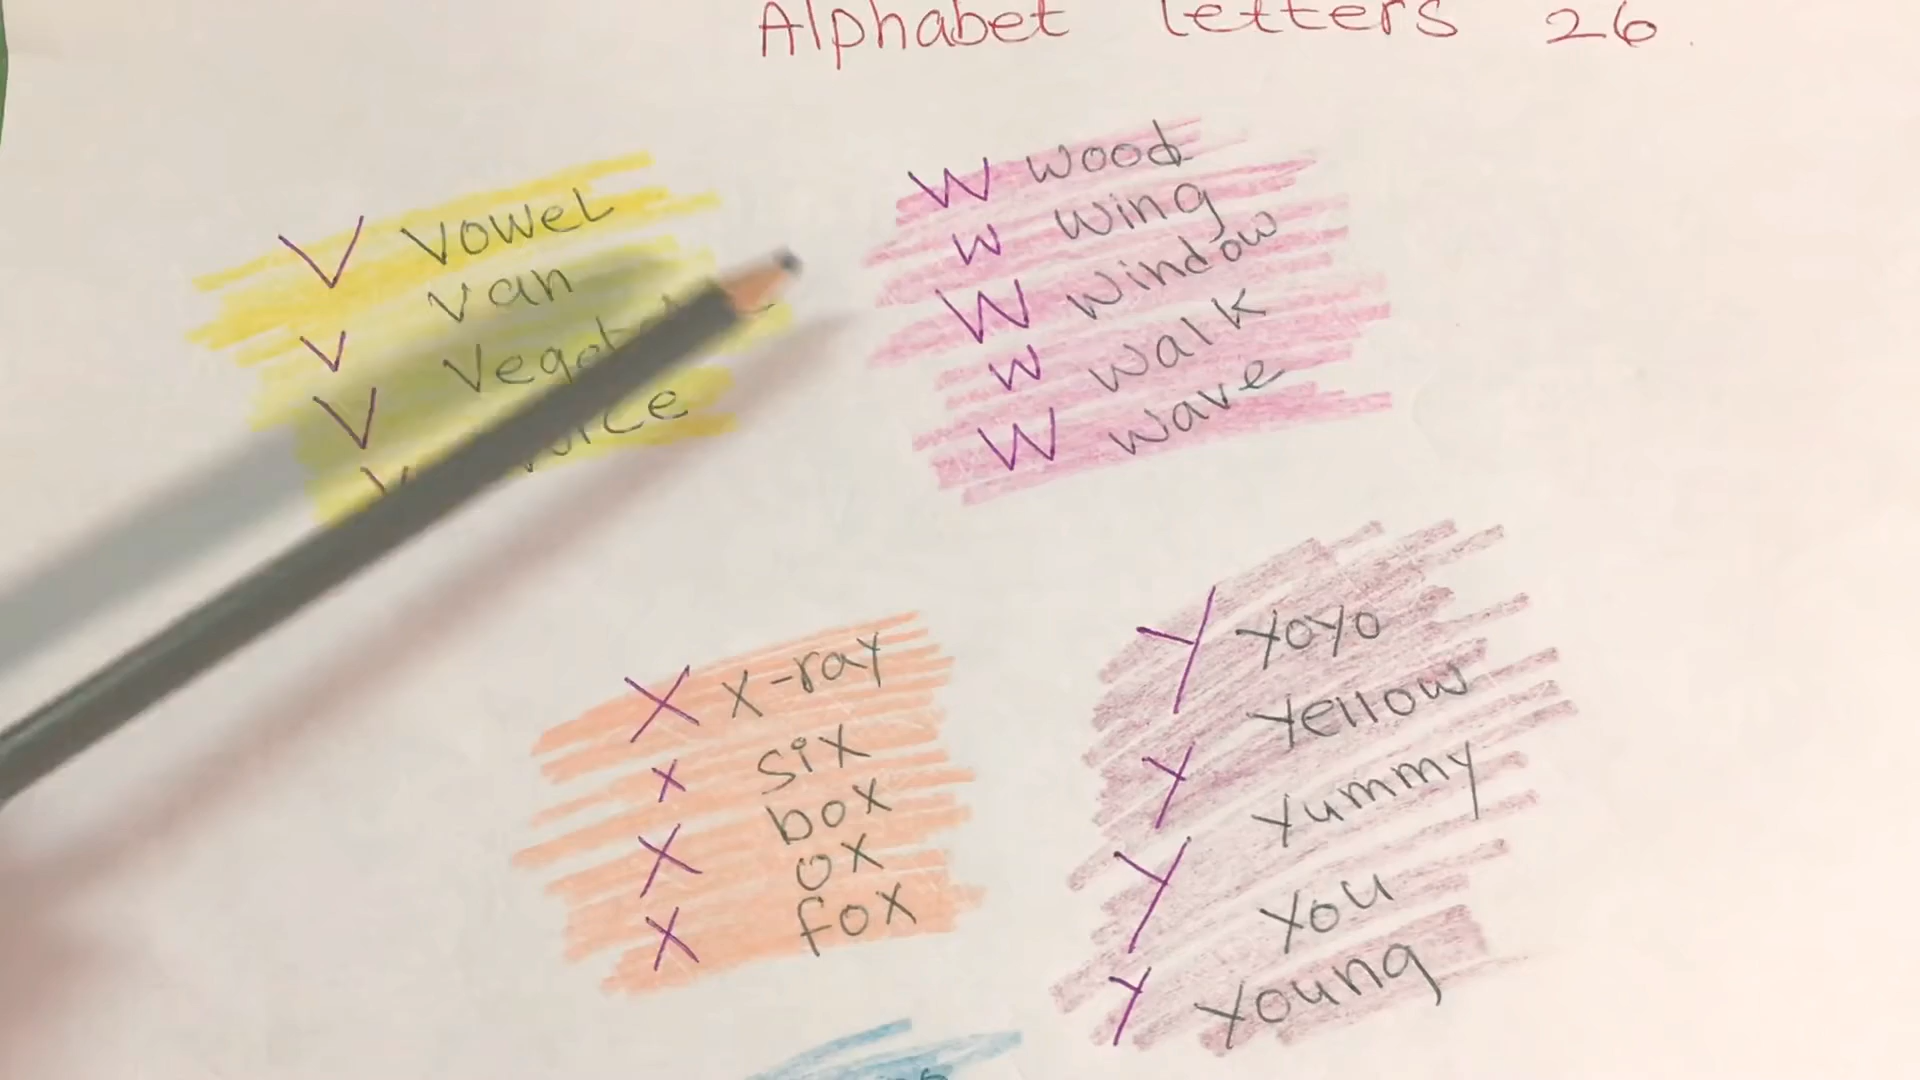 Alphabet letters 26
V Vowel
V van
V
W wood
w wing
W window
w walk
W wave
X X-ray
x six
X box
ox
X fox
Y yoyo
y yellow
Y yummy
you
y young